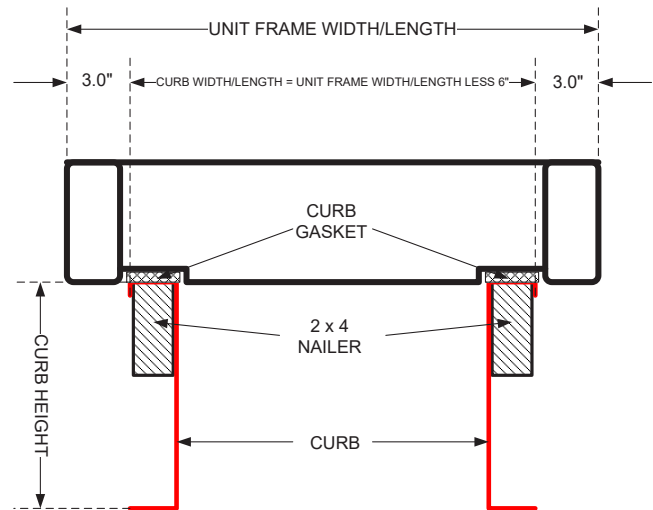 UNIT FRAME WIDTH/LENGTH
3.0"
CURB WIDTH/LENGTH = UNIT FRAME WIDTH/LENGTH LESS 6"
3.0"
CURB
GASKET
2 x 4
NAILER
CURB HEIGHT
CURB